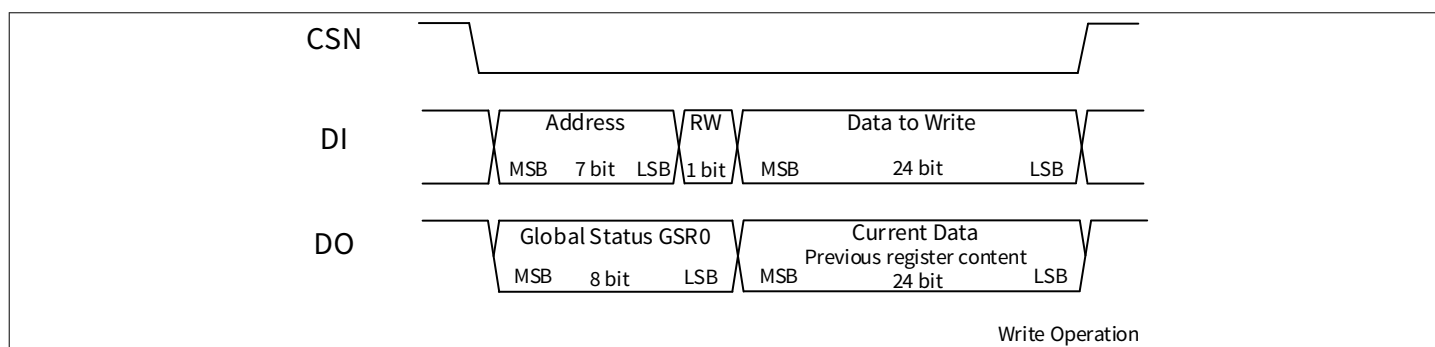 CSN
DI
Address
RW
Data to Write
MSB 7 bit LSB
1 bit
MSB 24 bit LSB
DO
Global Status GSR0
Current Data
Previous register content
MSB 8 bit LSB
MSB 24 bit LSB
Write Operation